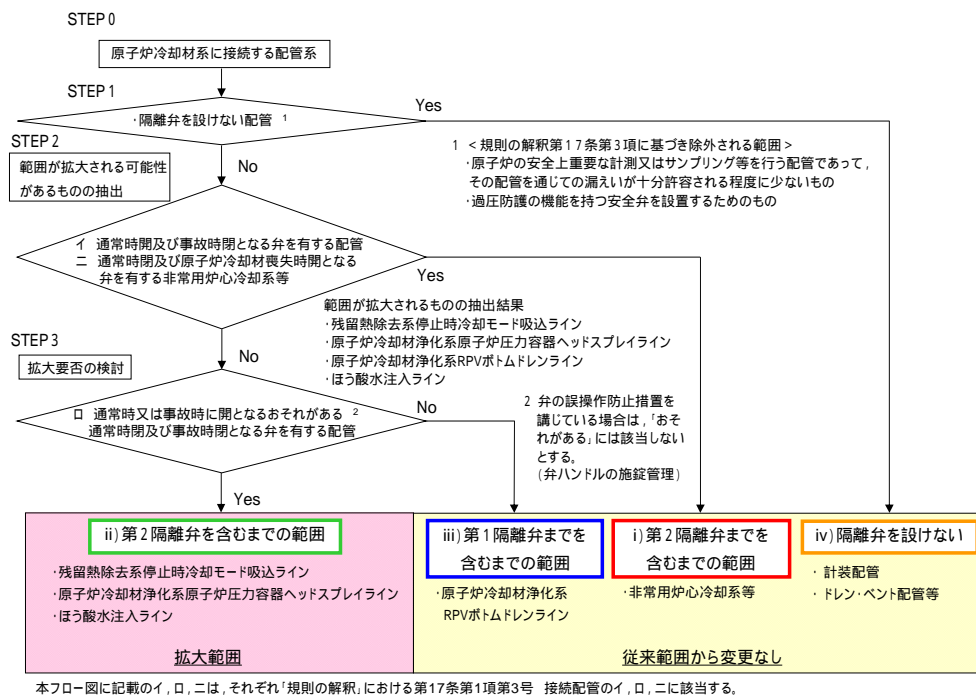 STEP 0
原子炉冷却材系に接続する配管系
STEP 1
・隔離弁を設けない配管 1
Yes
STEP 2
範囲が拡大される可能性
があるものの抽出
No
1 <規則の解釈第17条第3項に基づき除外される範囲>
・原子炉の安全上重要な計測又はサンプリング等を行う配管であって,
その配管を通じての漏えいが十分許容される程度に少ないもの
・過圧防護の機能を持つ安全弁を設置するためのもの
イ 通常時開及び事故時閉となる弁を有する配管
ニ 通常時閉及び原子炉冷却材喪失時開となる
弁を有する非常用炉心冷却系等
Yes
範囲が拡大されるものの抽出結果
・残留熱除去系停止時冷却モード吸込ライン
・原子炉冷却材浄化系原子炉圧力容器ヘッドスプレイライン
・原子炉冷却材浄化系RPVボトムドレンライン
・ほう酸水注入ライン
STEP 3
No
拡大要否の検討
ロ 通常時又は事故時に開となるおそれがある 2
通常時閉及び事故時閉となる弁を有する配管
No
2 弁の誤操作防止措置を
講じている場合は,「おそ
れがある」には該当しない
とする。
(弁ハンドルの施錠管理)
Yes
ii)第2隔離弁を含むまでの範囲
・残留熱除去系停止時冷却モード吸込ライン
・原子炉冷却材浄化系原子炉圧力容器ヘッドスプレイライン
・ほう酸水注入ライン
拡大範囲
iii)第1隔離弁までを
含むまでの範囲
・原子炉冷却材浄化系
RPVボトムドレンライン
i)第2隔離弁までを
含むまでの範囲
・非常用炉心冷却系等
iv)隔離弁を設けない
・ 計装配管
・ ドレン・ベント配管等
従来範囲から変更なし
本フロー図に記載のイ,ロ,ニは,それぞれ「規則の解釈」における第17条第1項第3号 接続配管のイ,ロ,ニに該当する。